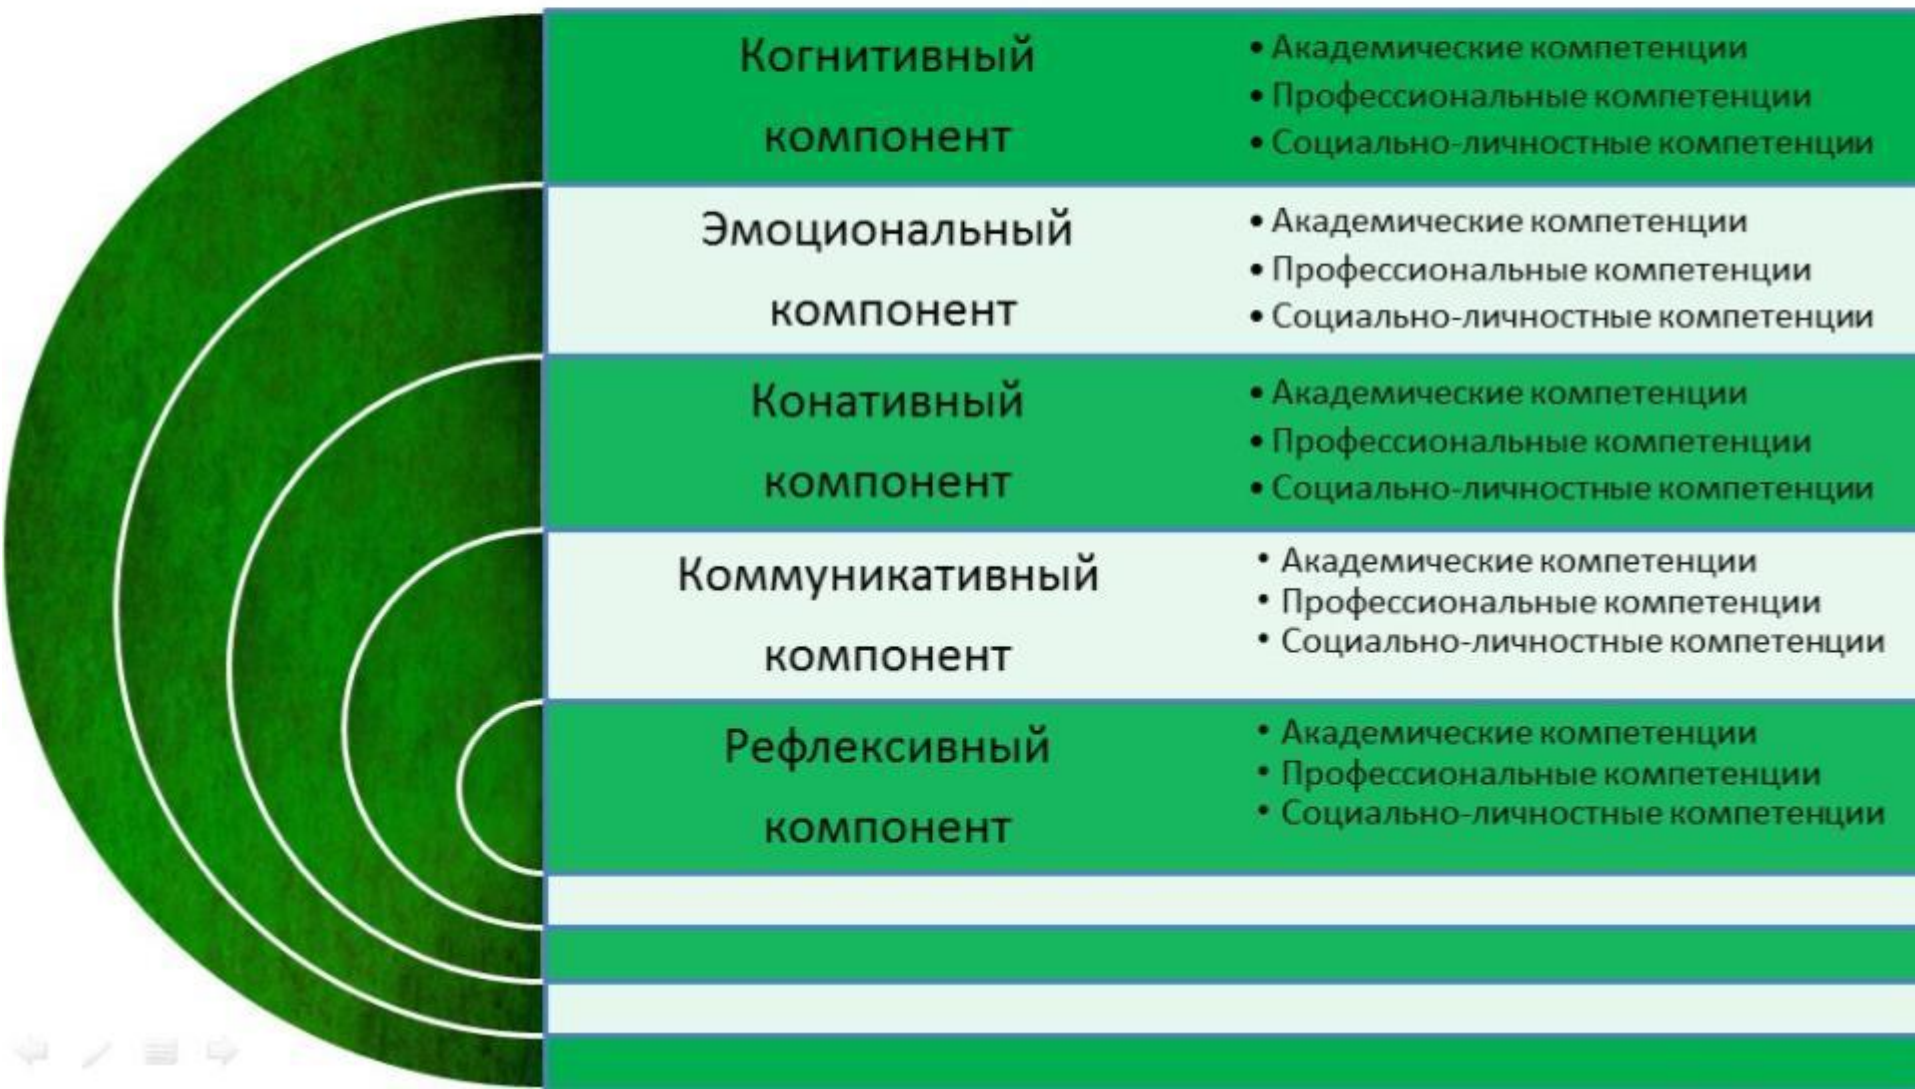 Когнитивный
компонент
• Академические компетенции
• Профессиональные компетенции
• Социально-личностные компетенции
Эмоциональный
компонент
• Академические компетенции
• Профессиональные компетенции
• Социально-личностные компетенции
Конативный
компонент
• Академические компетенции
• Профессиональные компетенции
• Социально-личностные компетенции
Коммуникативный
компонент
• Академические компетенции
• Профессиональные компетенции
• Социально-личностные компетенции
Рефлексивный
компонент
• Академические компетенции
• Профессиональные компетенции
• Социально-личностные компетенции